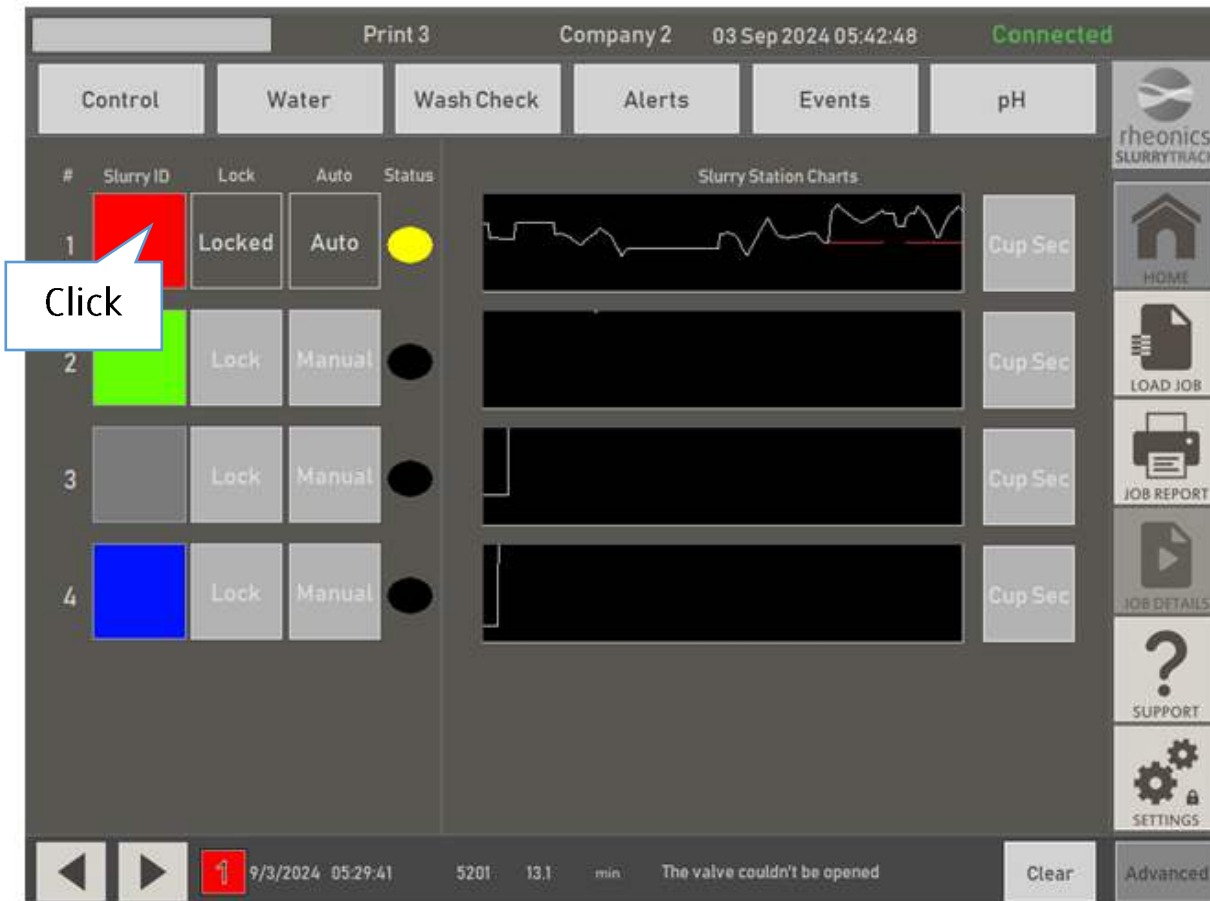 Print 3 Company 2 03 Sep 2024 05:42:48 Connected
Control Water Wash Check Alerts Events pH
rheonics
SLURRYTRACK
# Slurry ID Lock Auto Status Slurry Station Charts
1 Locked Auto Cup Sec
HOME
Click
2 Lock Manual Cup Sec
LOAD JOB
3 Lock Manual Cup Sec
JOB REPORT
4 Lock Manual Cup Sec
JOB DETAILS
SUPPORT
SETTINGS
1 9/3/2024 05:29:41 5201 13.1 min The valve couldn't be opened Clear Advanced